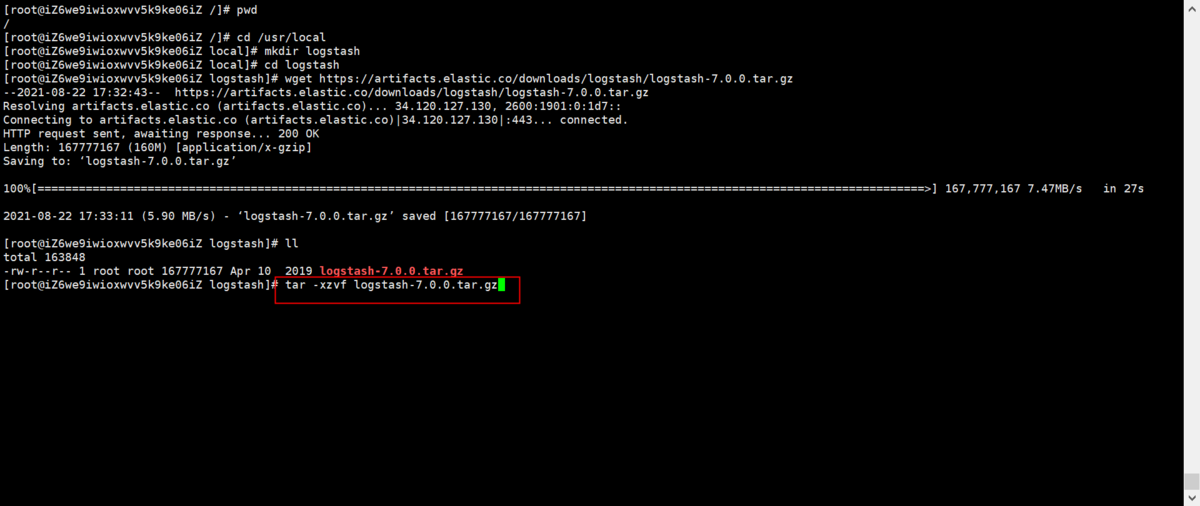 [root@iZ6we9iwioxwvv5k9ke06iZ /]# pwd
/
[root@iZ6we9iwioxwvv5k9ke06iZ /]# cd /usr/local
[root@iZ6we9iwioxwvv5k9ke06iZ local]# mkdir logstash
[root@iZ6we9iwioxwvv5k9ke06iZ local]# cd logstash
[root@iZ6we9iwioxwvv5k9ke06iZ logstash]# wget https://artifacts.elastic.co/downloads/logstash/logstash-7.0.0.tar.gz
--2021-08-22 17:32:43--  https://artifacts.elastic.co/downloads/logstash/logstash-7.0.0.tar.gz
Resolving artifacts.elastic.co (artifacts.elastic.co)... 34.120.127.130, 2600:1901:0:1d7::
Connecting to artifacts.elastic.co (artifacts.elastic.co)|34.120.127.130|:443... connected.
HTTP request sent, awaiting response... 200 OK
Length: 167777167 (160M) [application/x-gzip]
Saving to: ‘logstash-7.0.0.tar.gz’
100%[=================================================================================================================================>] 167,777,167 7.47MB/s   in 27s
2021-08-22 17:33:11 (5.90 MB/s) - ‘logstash-7.0.0.tar.gz’ saved [167777167/167777167]
[root@iZ6we9iwioxwvv5k9ke06iZ logstash]# ll
total 163848
-rw-r--r-- 1 root root 167777167 Apr 10  2019 logstash-7.0.0.tar.gz
[root@iZ6we9iwioxwvv5k9ke06iZ logstash]# tar -xzvf logstash-7.0.0.tar.gz